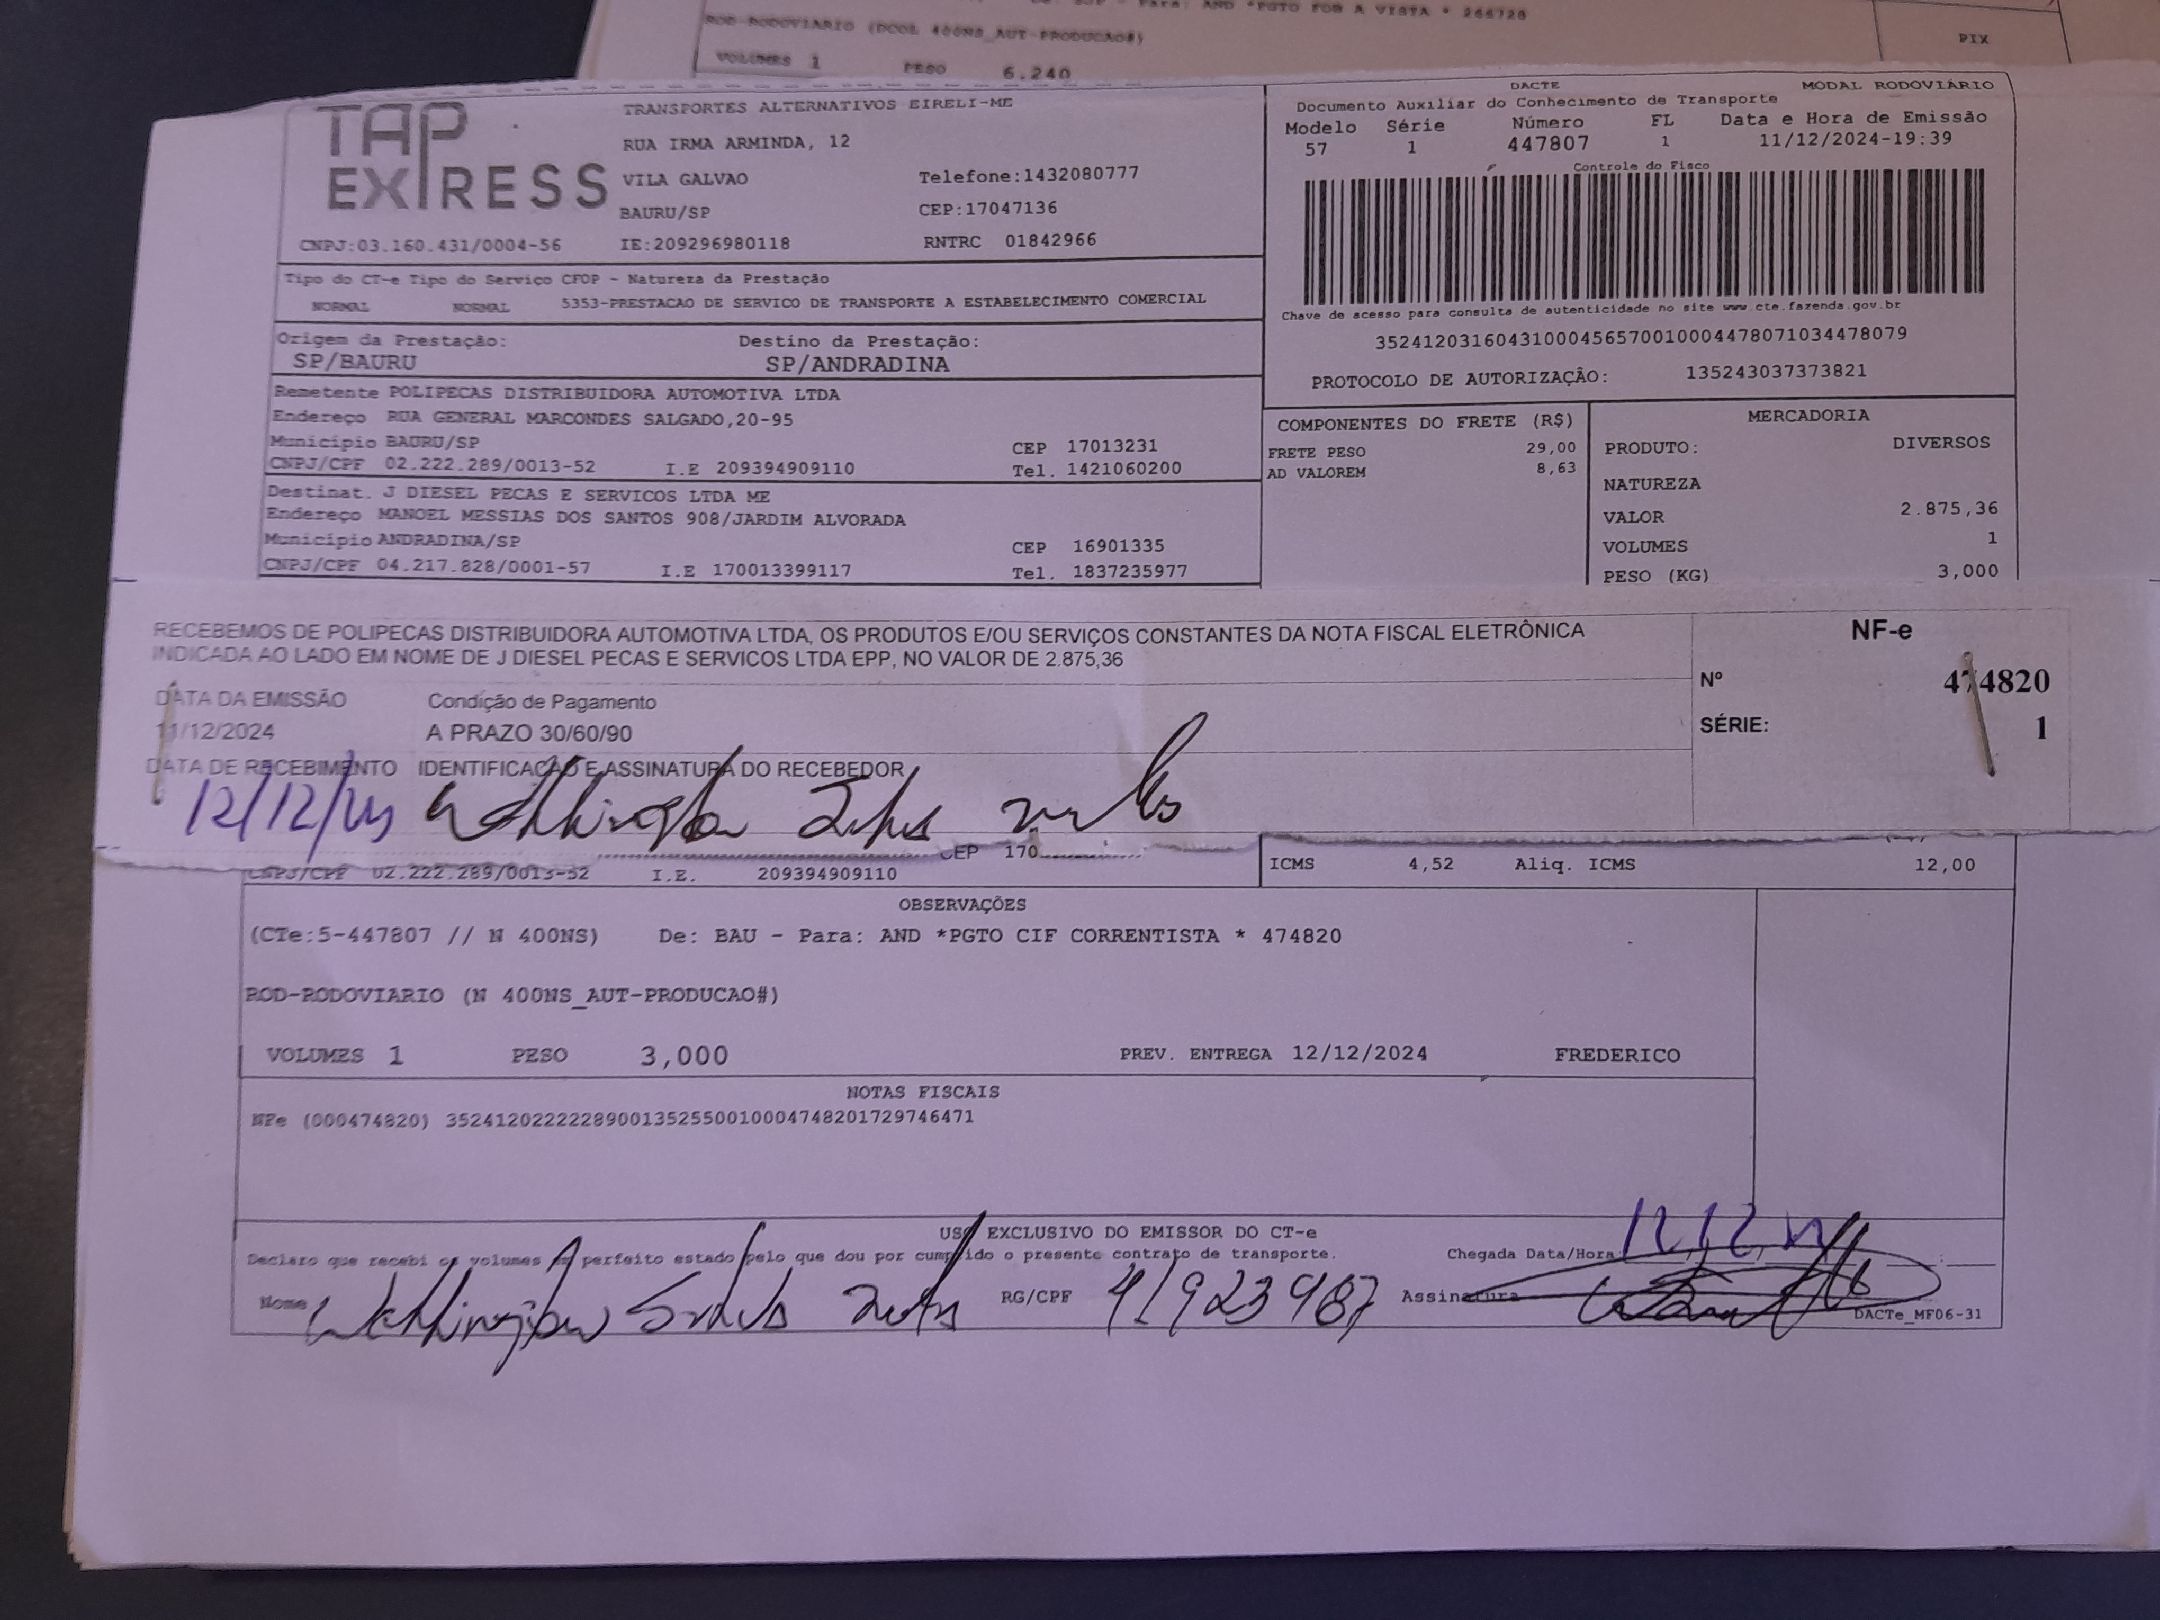 ROD-RODOVIARIO (DCOL 400NS_AUT-PRODUCAO#)
PIX
VOLUMES 1 PESO 6.240
TAP EXPRESS
TRANSPORTES ALTERNATIVOS EIRELI-ME
RUA IRMA ARMINDA, 12
VILA GALVAO Telefone:1432080777
BAURU/SP CEP:17047136
CNPJ:03.160.431/0004-56 IE:209296980118 RNTRC 01842966
DACTE MODAL RODOVIÁRIO
Documento Auxiliar do Conhecimento de Transporte
Modelo Série Número FL Data e Hora de Emissão
57 1 447807 1 11/12/2024-19:39
Controle do Fisco
Chave de acesso para consulta de autenticidade no site www.cte.fazenda.gov.br
35241203160431000456570010004478071034478079
PROTOCOLO DE AUTORIZAÇÃO: 135243037373821
Tipo do CT-e Tipo do Serviço CFOP - Natureza da Prestação
NORMAL NORMAL 5353-PRESTACAO DE SERVICO DE TRANSPORTE A ESTABELECIMENTO COMERCIAL
Origem da Prestação: Destino da Prestação:
SP/BAURU SP/ANDRADINA
Remetente POLIPECAS DISTRIBUIDORA AUTOMOTIVA LTDA
Endereço RUA GENERAL MARCONDES SALGADO,20-95
Município BAURU/SP CEP 17013231
CNPJ/CPF 02.222.289/0013-52 I.E 209394909110 Tel. 1421060200
Destinat. J DIESEL PECAS E SERVICOS LTDA ME
Endereço MANOEL MESSIAS DOS SANTOS 908/JARDIM ALVORADA
Município ANDRADINA/SP CEP 16901335
CNPJ/CPF 04.217.828/0001-57 I.E 170013399117 Tel. 1837235977
COMPONENTES DO FRETE (R$)
FRETE PESO 29,00
AD VALOREM 8,63
MERCADORIA
PRODUTO: DIVERSOS
NATUREZA
VALOR 2.875,36
VOLUMES 1
PESO (KG) 3,000
RECEBEMOS DE POLIPECAS DISTRIBUIDORA AUTOMOTIVA LTDA, OS PRODUTOS E/OU SERVIÇOS CONSTANTES DA NOTA FISCAL ELETRÔNICA
INDICADA AO LADO EM NOME DE J DIESEL PECAS E SERVICOS LTDA EPP, NO VALOR DE 2.875,36
NF-e
Nº 474820
SÉRIE: 1
DATA DA EMISSÃO Condição de Pagamento
11/12/2024 A PRAZO 30/60/90
DATA DE RECEBIMENTO IDENTIFICAÇÃO E ASSINATURA DO RECEBEDOR
12/12/
CEP 170
CNPJ/CPF 02.222.289/0013-52 I.E. 209394909110
ICMS 4,52 Aliq. ICMS 12,00
OBSERVAÇÕES
(CTe:5-447807 // N 400NS) De: BAU - Para: AND *PGTO CIF CORRENTISTA * 474820
ROD-RODOVIARIO (N 400NS_AUT-PRODUCAO#)
VOLUMES 1 PESO 3,000 PREV. ENTREGA 12/12/2024 FREDERICO
NOTAS FISCAIS
NFe (000474820) 35241202222289001352550010004748201729746471
USO EXCLUSIVO DO EMISSOR DO CT-e
Declaro que recebi os volumes em perfeito estado pelo que dou por cumprido o presente contrato de transporte. Chegada Data/Hora 12,12
Nome RG/CPF 41923987 Assinatura
DACTe_MF06-31